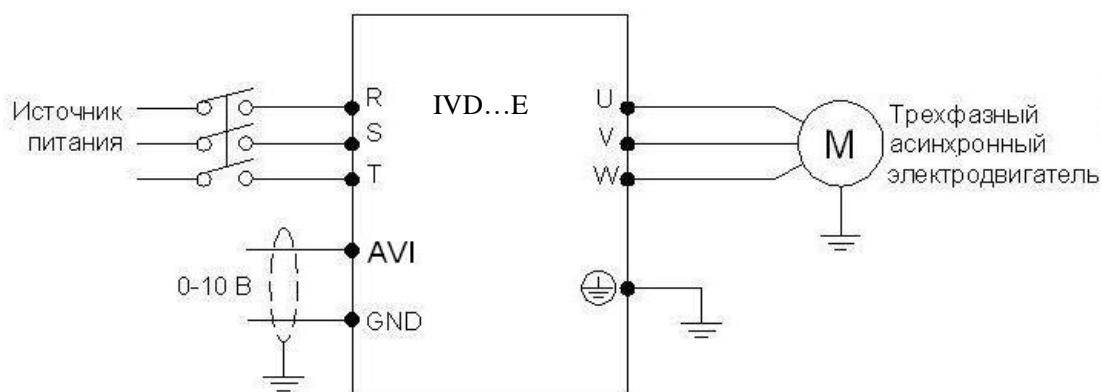 Источник
питания
R
S
T
IVD...E
U
V
W
M
Трехфазный
асинхронный
электродвигатель
AVI
0-10 В
GND